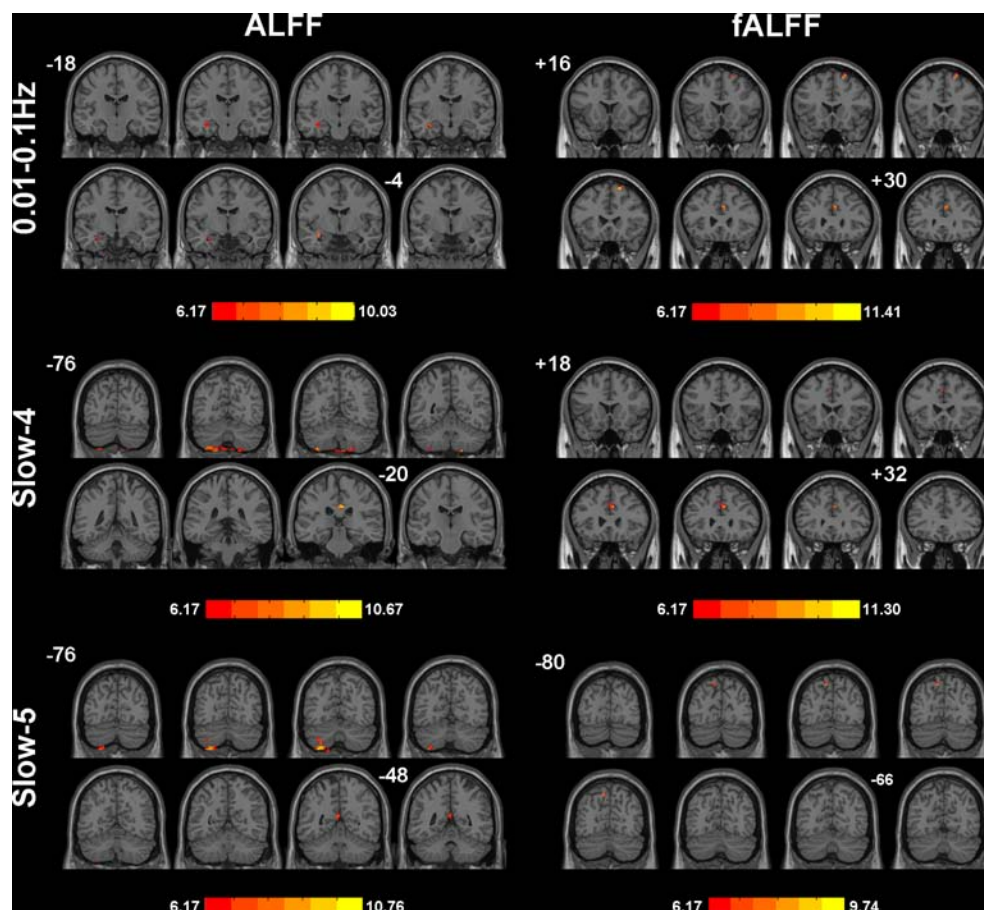 ALFF fALFF
0.01-0.1Hz
-18 +16
-4 +30
6.17 10.03 6.17 11.41
Slow-4
-76 +18
-20 +32
6.17 10.67 6.17 11.30
Slow-5
-76 -80
-48 -66
6.17 10.76 6.17 9.74